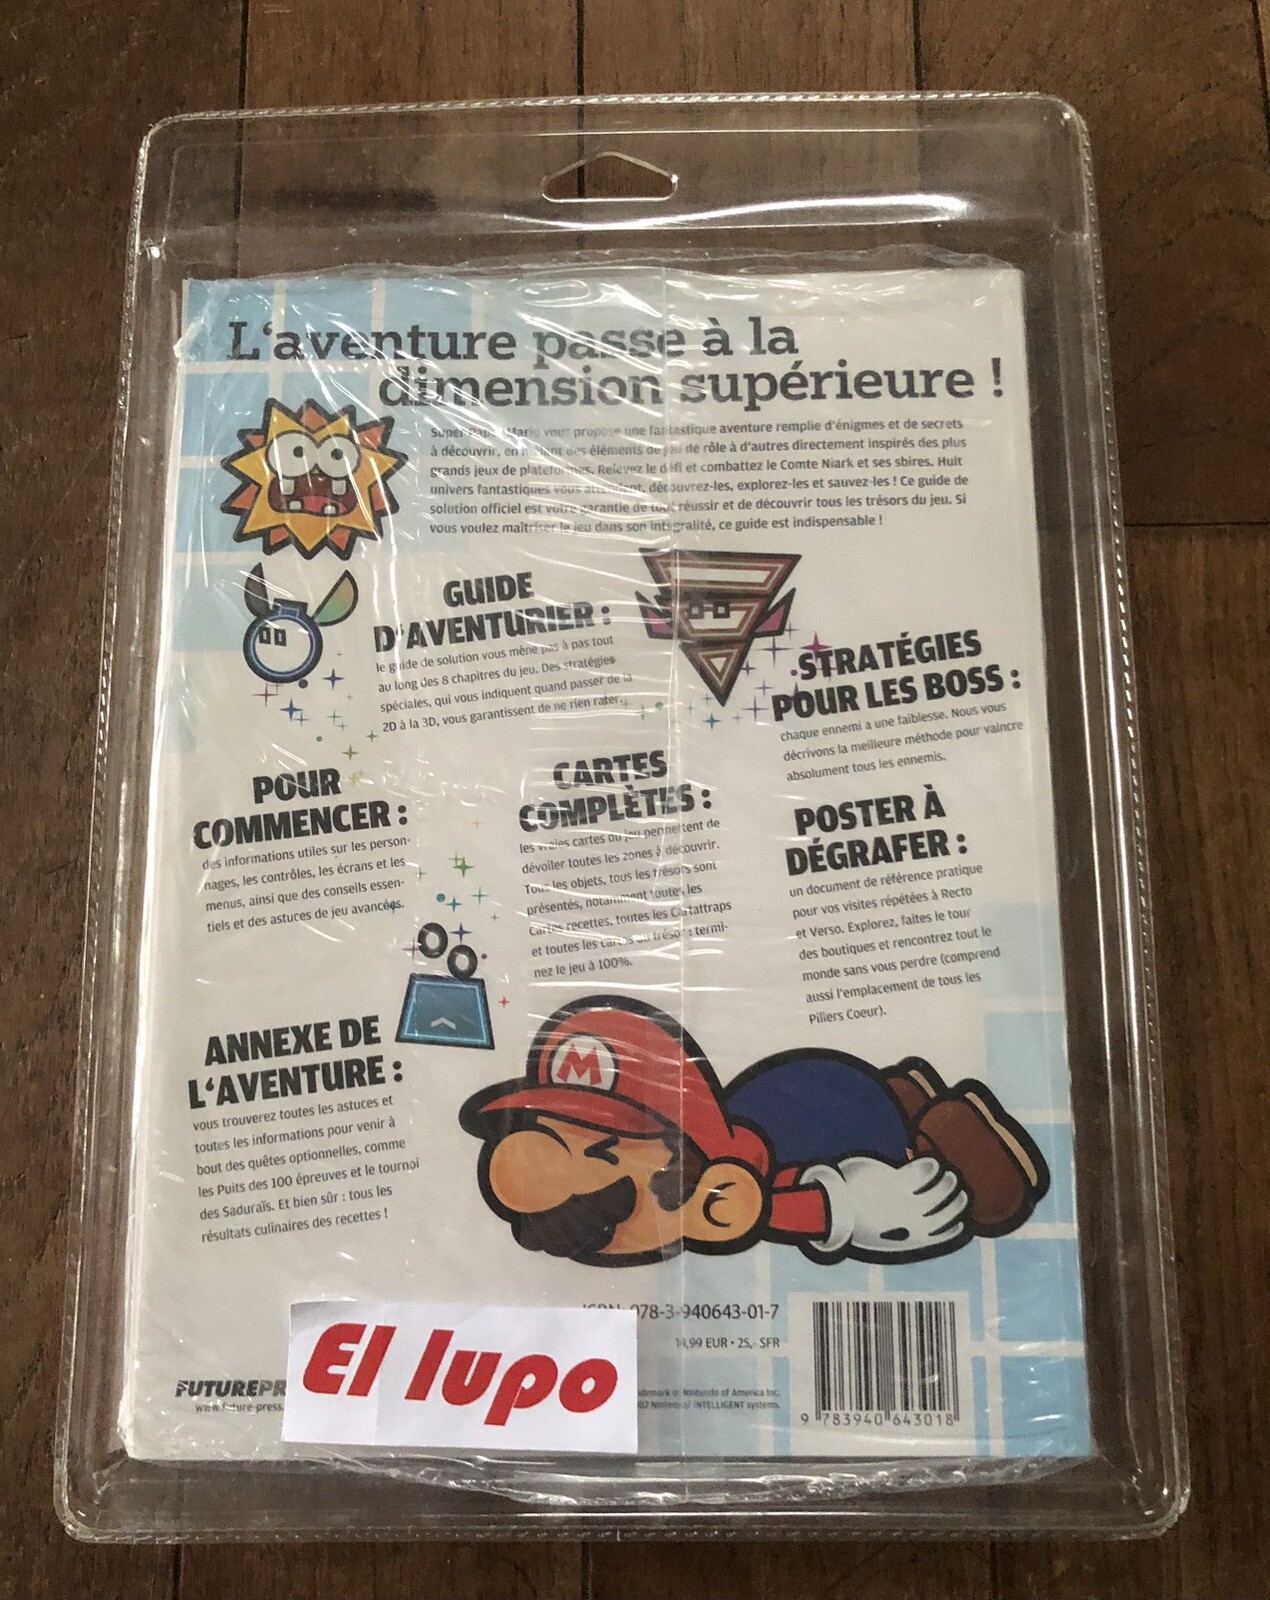 L'aventure passe à la
dimension supérieure !
Super Paper Mario vous propose une fantastique aventure remplie d'énigmes et de secrets
à découvrir, en mêlant des éléments de jeu de rôle à d'autres directement inspirés des plus
grands jeux de plateformes. Relevez le défi et combattez le Comte Niark et ses sbires. Huit
univers fantastiques vous attendent, découvrez-les, explorez-les et sauvez-les ! Ce guide de
solution officiel est votre garantie de tout réussir et de découvrir tous les trésors du jeu. Si
vous voulez maîtriser le jeu dans son intégralité, ce guide est indispensable !
GUIDE
D'AVENTURIER :
le guide de solution vous mène pas à pas tout
au long des 8 chapitres du jeu. Des stratégies
spéciales, qui vous indiquent quand passer de la
2D à la 3D, vous garantissent de ne rien rater.
STRATÉGIES
POUR LES BOSS :
chaque ennemi a une faiblesse. Nous vous
décrivons la meilleure méthode pour vaincre
absolument tous les ennemis.
POUR
COMMENCER :
des informations utiles sur les person-
nages, les contrôles, les écrans et les
menus, ainsi que des conseils essen-
tiels et des astuces de jeu avancées.
CARTES
COMPLÈTES :
les vraies cartes du jeu permettent de
dévoiler toutes les zones à découvrir.
Tous les objets, tous les trésors sont
présentés, notamment toutes les
Cartes recettes, toutes les Cartattraps
et toutes les cartes au trésor : termi-
nez le jeu à 100%.
POSTER À
DÉGRAFER :
un document de référence pratique
pour vos visites répétées à Recto
et Verso. Explorez, faites le tour
des boutiques et rencontrez tout le
monde sans vous perdre (comprend
aussi l'emplacement de tous les
Piliers Coeur).
ANNEXE DE
L'AVENTURE :
vous trouverez toutes les astuces et
toutes les informations pour venir à
bout des quêtes optionnelles, comme
les Puits des 100 épreuves et le tournoi
des Saduraïs. Et bien sûr : tous les
résultats culinaires des recettes !
M
ISBN: 978-3-940643-01-7
14,99 EUR • 25,- SFR
El lupo
FUTUREPR
www.future-press.
demark of Nintendo of America Inc.
07 Nintendo/ INTELLIGENT systems.
9 783940 643018